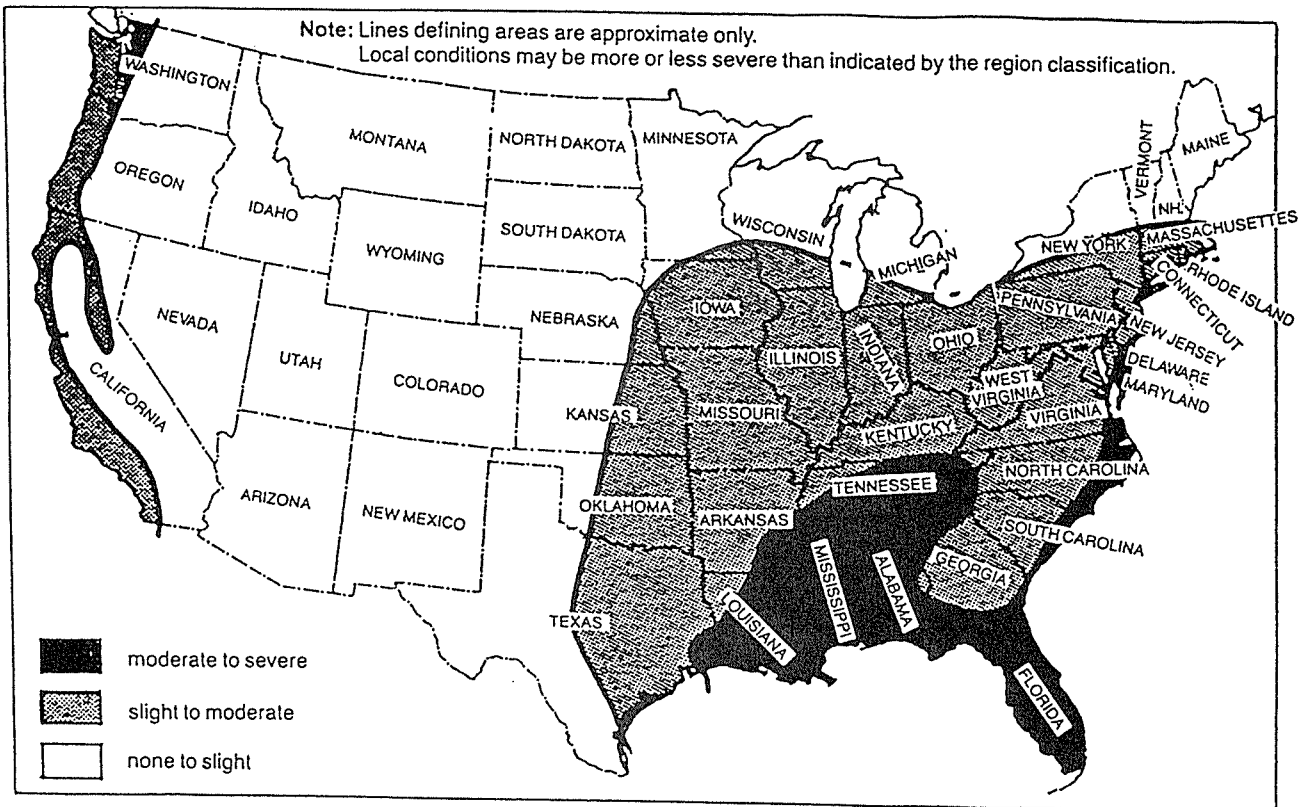 Note: Lines defining areas are approximate only.
Local conditions may be more or less severe than indicated by the region classification.
WASHINGTON
MONTANA
NORTH DAKOTA
MINNESOTA
VERMONT
MAINE
OREGON
IDAHO
NH.
WISCONSIN
SOUTH DAKOTA
WYOMING
MICHIGAN
NEW YORK
MASSACHUSETTS
RHODE ISLAND
CONNECTICUT
NEVADA
NEBRASKA
IOWA
PENNSYLVANIA
NEW JERSEY
UTAH
COLORADO
ILLINOIS
INDIANA
OHIO
DELAWARE
MARYLAND
CALIFORNIA
KANSAS
MISSOURI
WEST
VIRGINIA
VIRGINIA
KENTUCKY
NORTH CAROLINA
ARIZONA
NEW MEXICO
OKLAHOMA
ARKANSAS
TENNESSEE
SOUTH CAROLINA
GEORGIA
MISSISSIPPI
ALABAMA
TEXAS
LOUISIANA
FLORIDA
moderate to severe
slight to moderate
none to slight